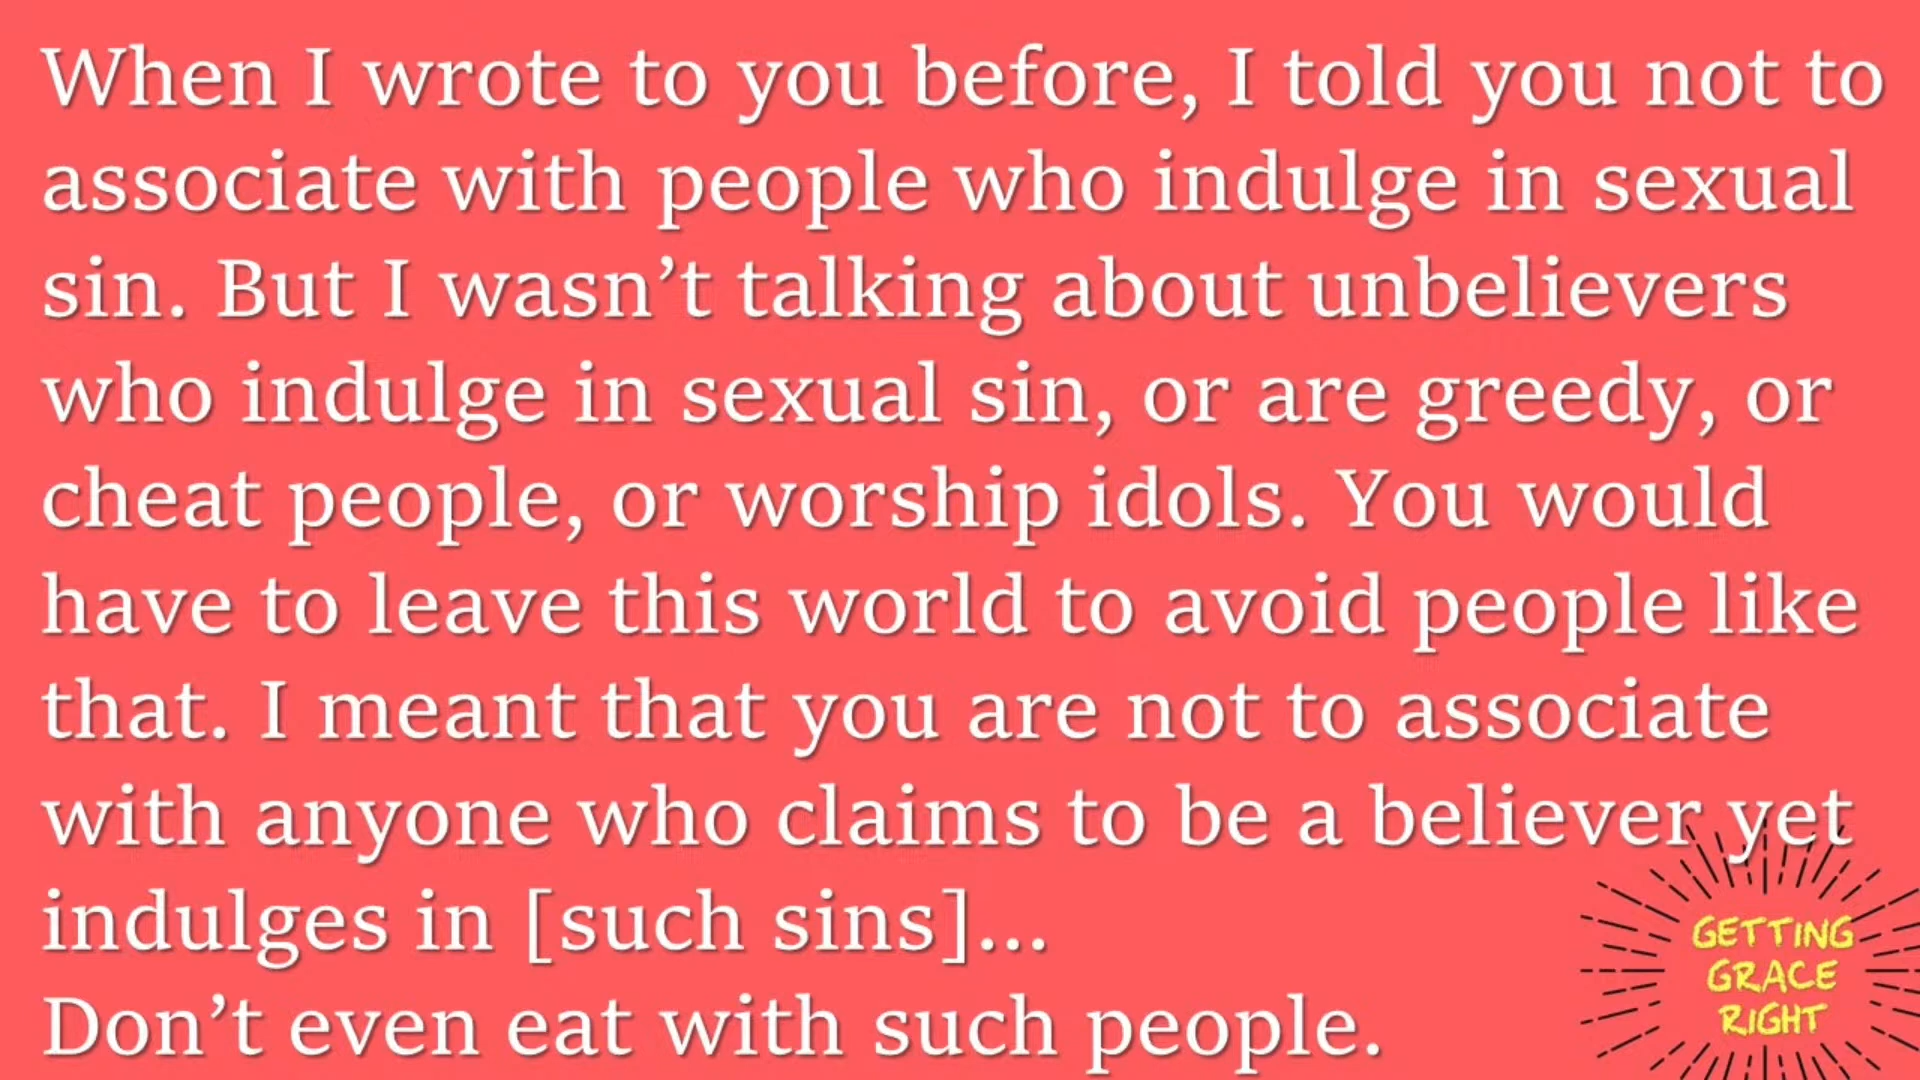 When I wrote to you before, I told you not to
associate with people who indulge in sexual
sin. But I wasn’t talking about unbelievers
who indulge in sexual sin, or are greedy, or
cheat people, or worship idols. You would
have to leave this world to avoid people like
that. I meant that you are not to associate
with anyone who claims to be a believer yet
indulges in [such sins]...
Don’t even eat with such people.
GETTING
GRACE
RIGHT